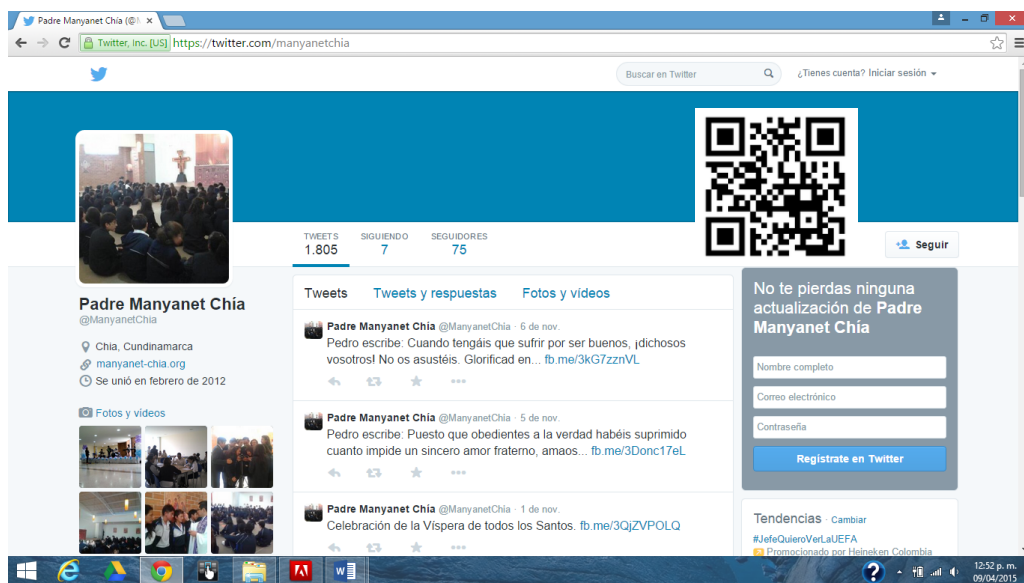 Padre Manyanet Chía (@
Twitter, Inc. [US] https://twitter.com/manyanetchia
Buscar en Twitter
¿Tienes cuenta? Iniciar sesión
TWEETS SIGUIENDO SEGUIDORES
1.805 7 75
Seguir
Padre Manyanet Chía
@ManyanetChia
Chia, Cundinamarca
manyanet-chia.org
Se unió en febrero de 2012
Fotos y vídeos
Tweets Tweets y respuestas Fotos y vídeos
Padre Manyanet Chía @ManyanetChia · 6 de nov.
Pedro escribe: Cuando tengáis que sufrir por ser buenos, ¡dichosos
vosotros! No os asustéis. Glorificad en... fb.me/3kG7zznVL
Padre Manyanet Chía @ManyanetChia · 5 de nov.
Pedro escribe: Puesto que obedientes a la verdad habéis suprimido
cuanto impide un sincero amor fraterno, amaos... fb.me/3Donc17eL
Padre Manyanet Chía @ManyanetChia · 1 de nov.
Celebración de la Víspera de todos los Santos. fb.me/3QjZVPOLQ
No te pierdas ninguna
actualización de Padre
Manyanet Chía
Nombre completo
Correo electrónico
Contraseña
Regístrate en Twitter
Tendencias · Cambiar
#JefeQuieroVerLaUEFA
Promocionado por Heineken Colombia
12:52 p. m.
09/04/2015